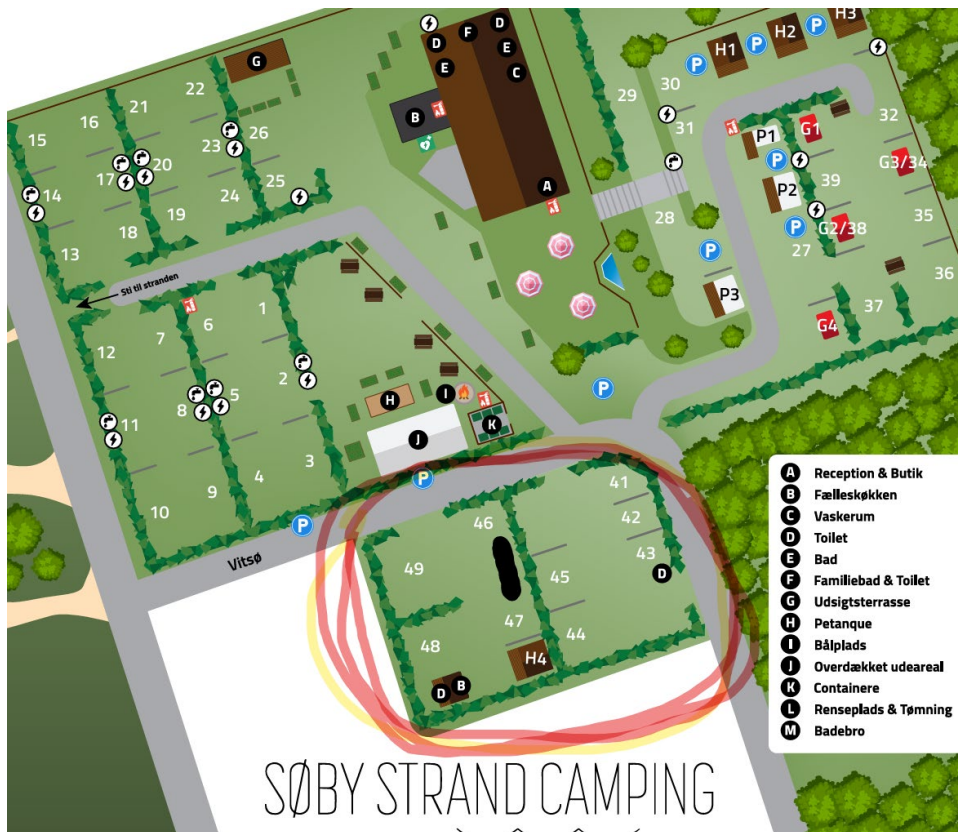 H3
H2
H1
P
P
P
D
F
D
E
E
C
G
22
21
16
15
30
29
31
32
B
26
23
20
17
14
P1
G1
G3/34
P
P2
39
25
24
19
18
13
A
28
P
G2/38
27
35
36
P
P3
G4
37
Sti til stranden
1
6
7
12
2
5
8
11
3
4
9
10
H
I
J
K
P
P
P
Vitsø
41
42
43
D
46
45
44
49
48
47
H4
D
B
A Reception & Butik
B Fælleskøkken
C Vaskerum
D Toilet
E Bad
F Familiebad & Toilet
G Udsigtsterrasse
H Petanque
I Bålplads
J Overdækket udeareal
K Containere
L Renseplads & Tømning
M Badebro
SØBY STRAND CAMPING